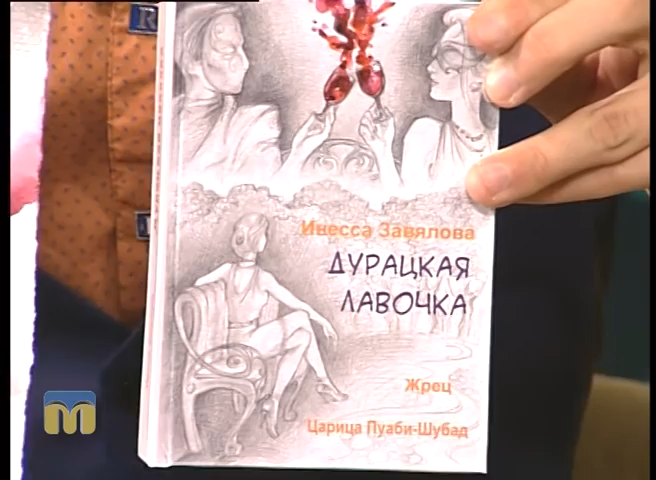 Инесса Завялова
ДУРАЦКАЯ
ЛАВОЧКА
Жрец
Царица Пуаби-Шубад
M